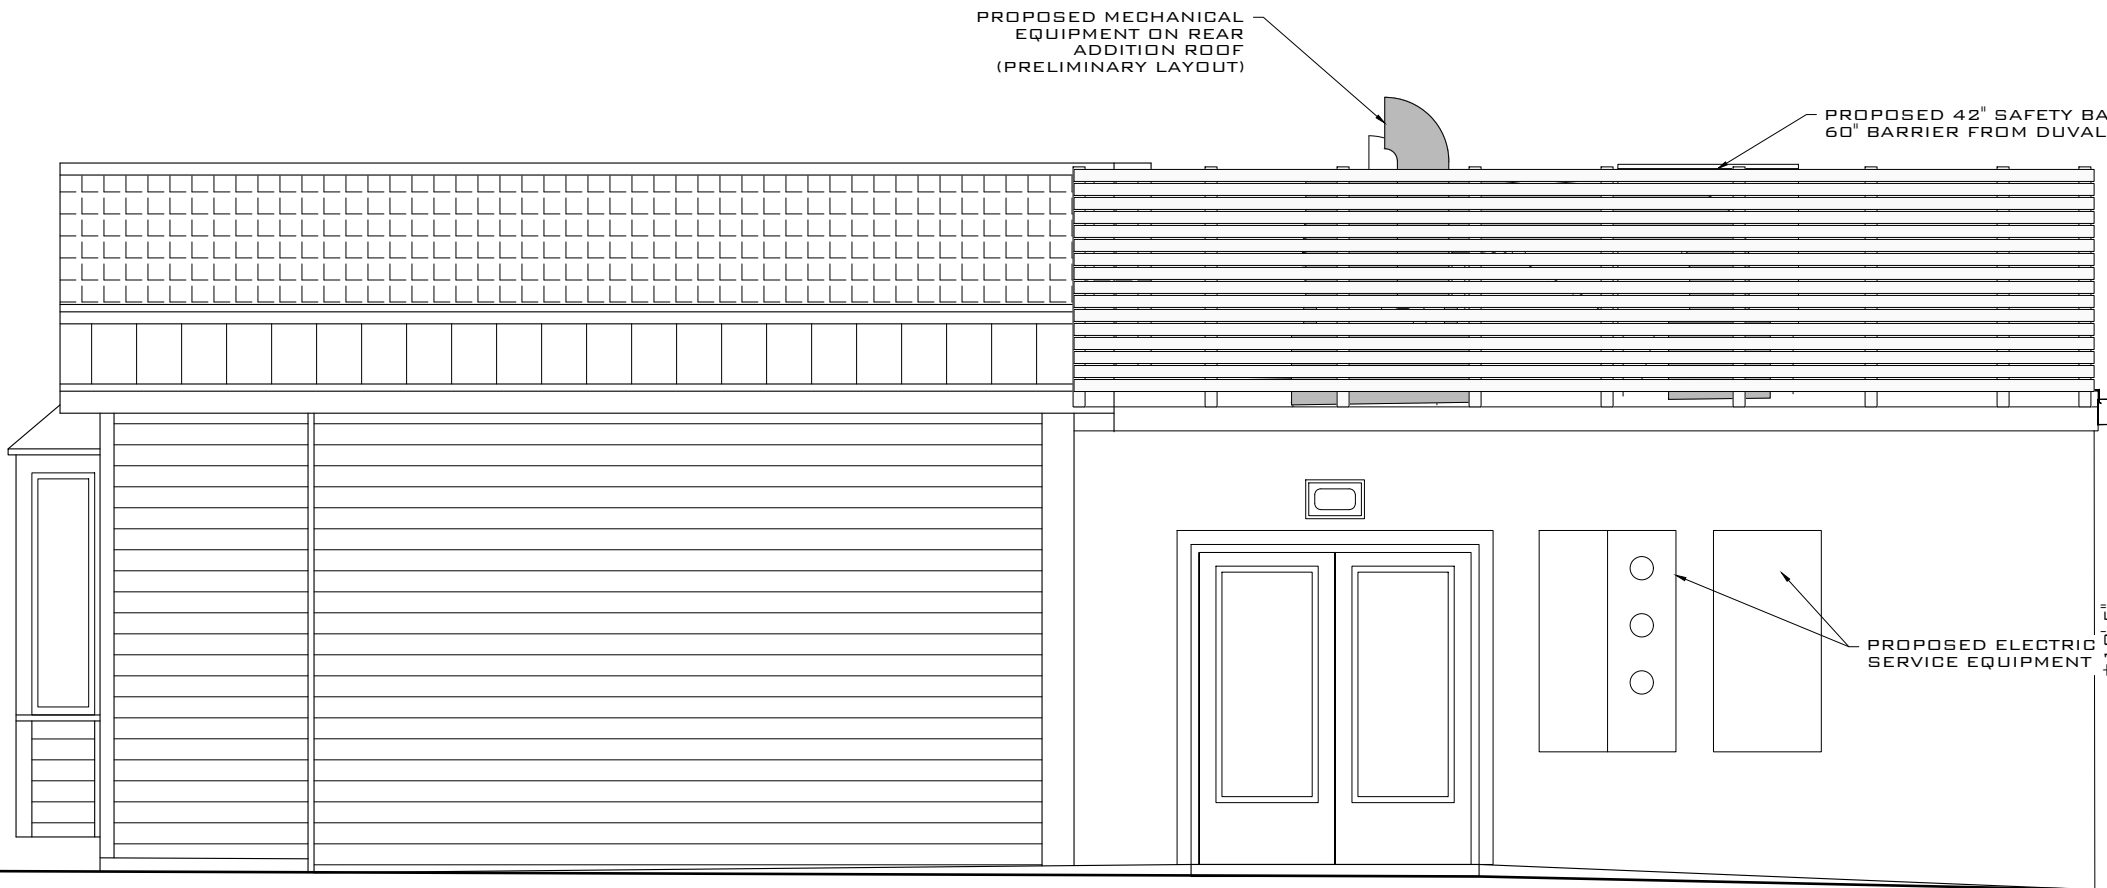 PROPOSED MECHANICAL
EQUIPMENT ON REAR
ADDITION ROOF
(PRELIMINARY LAYOUT)
PROPOSED 42" SAFETY BA
60" BARRIER FROM DUVAL
PROPOSED ELECTRIC
SERVICE EQUIPMENT